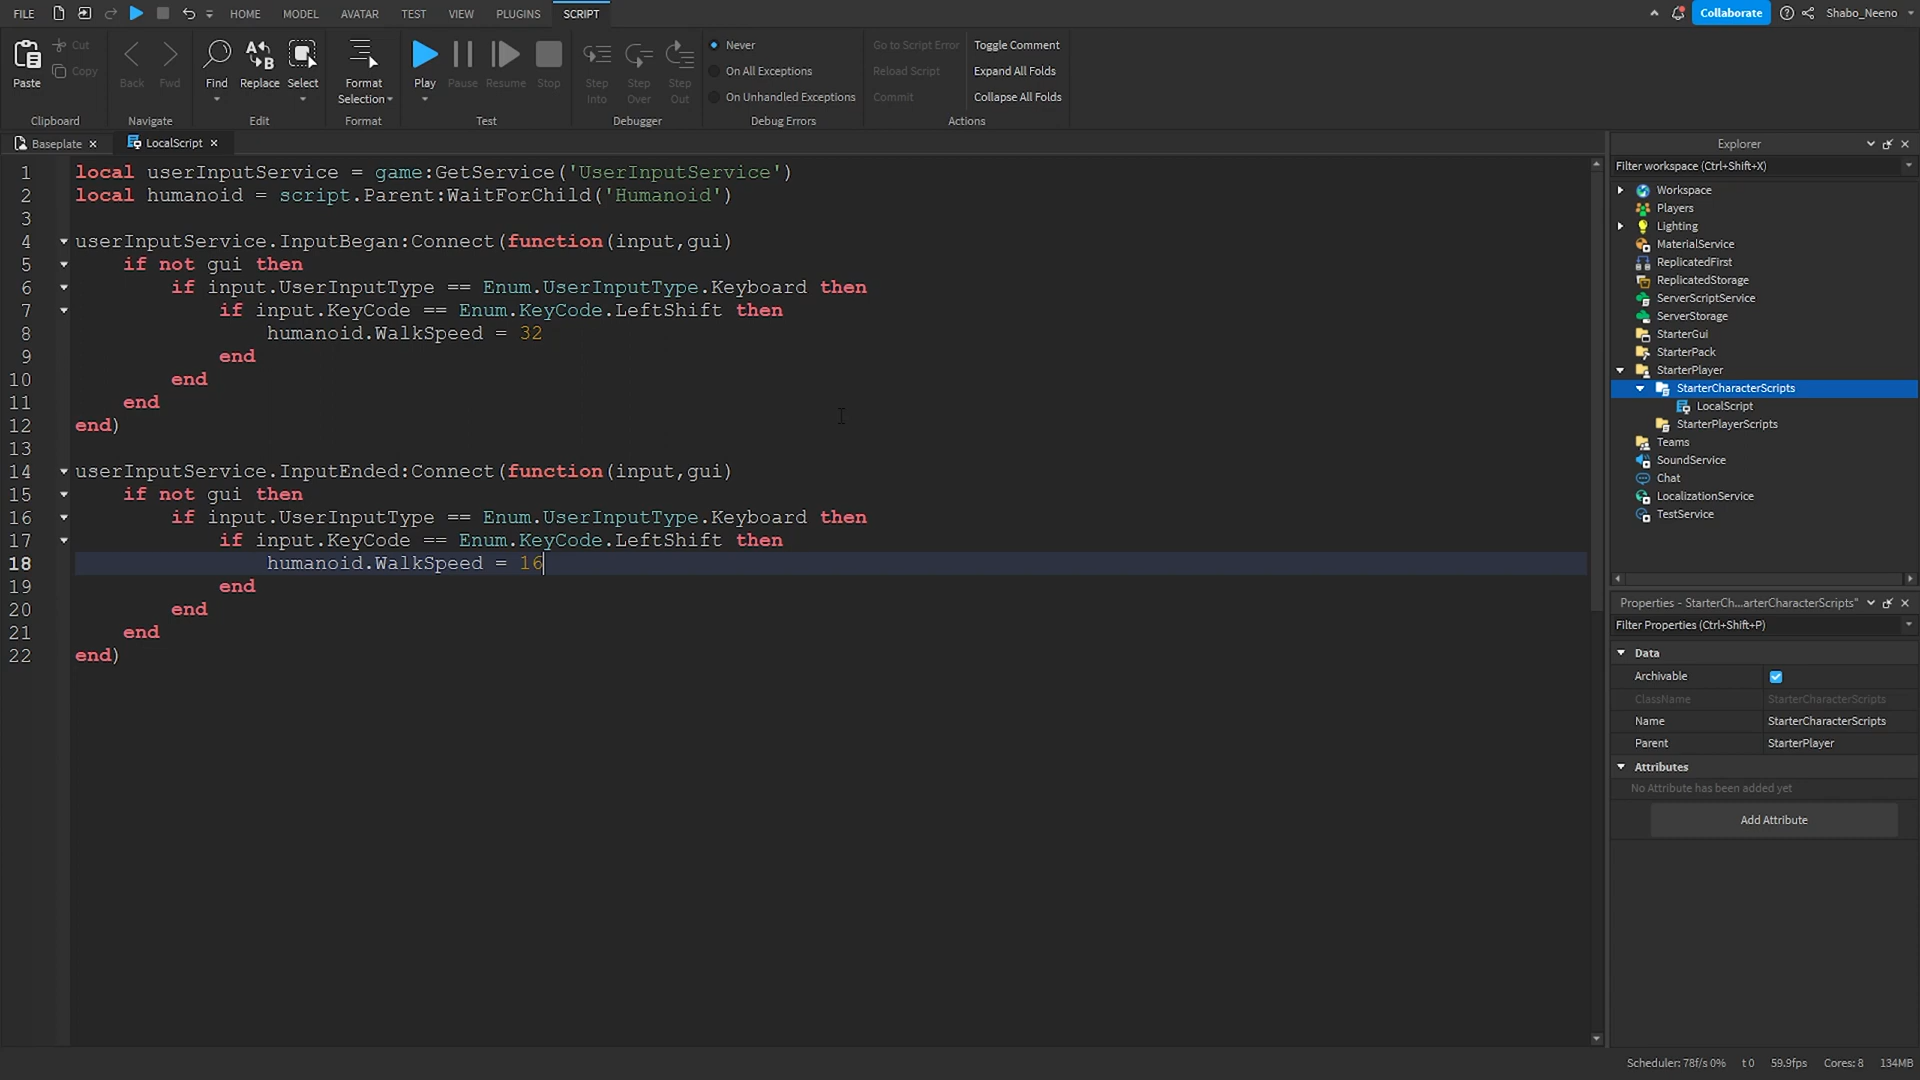 FILE HOME MODEL AVATAR TEST VIEW PLUGINS SCRIPT Collaborate Shabo_Neeno
Paste Cut Copy Back Fwd Find Replace Select Format Selection Play Pause Resume Stop Step Into Step Over Step Out
Never Go to Script Error Toggle Comment
On All Exceptions Reload Script Expand All Folds
On Unhandled Exceptions Commit Collapse All Folds
Clipboard Navigate Edit Format Test Debugger Debug Errors Actions
Baseplate LocalScript
1 local userInputService = game:GetService('UserInputService')
2 local humanoid = script.Parent:WaitForChild('Humanoid')
3
4 userInputService.InputBegan:Connect(function(input,gui)
5 if not gui then
6 if input.UserInputType == Enum.UserInputType.Keyboard then
7 if input.KeyCode == Enum.KeyCode.LeftShift then
8 humanoid.WalkSpeed = 32
9 end
10 end
11 end
12 end)
13
14 userInputService.InputEnded:Connect(function(input,gui)
15 if not gui then
16 if input.UserInputType == Enum.UserInputType.Keyboard then
17 if input.KeyCode == Enum.KeyCode.LeftShift then
18 humanoid.WalkSpeed = 16
19 end
20 end
21 end
22 end)
Explorer
Filter workspace (Ctrl+Shift+X)
Workspace
Players
Lighting
MaterialService
ReplicatedFirst
ReplicatedStorage
ServerScriptService
ServerStorage
StarterGui
StarterPack
StarterPlayer
StarterCharacterScripts
LocalScript
StarterPlayerScripts
Teams
SoundService
Chat
LocalizationService
TestService
Properties - StarterCh...arterCharacterScripts"
Filter Properties (Ctrl+Shift+P)
Data
Archivable
ClassName StarterCharacterScripts
Name StarterCharacterScripts
Parent StarterPlayer
Attributes
No Attribute has been added yet
Add Attribute
Scheduler: 78f/s 0% t 0 59.9fps Cores: 8 134MB